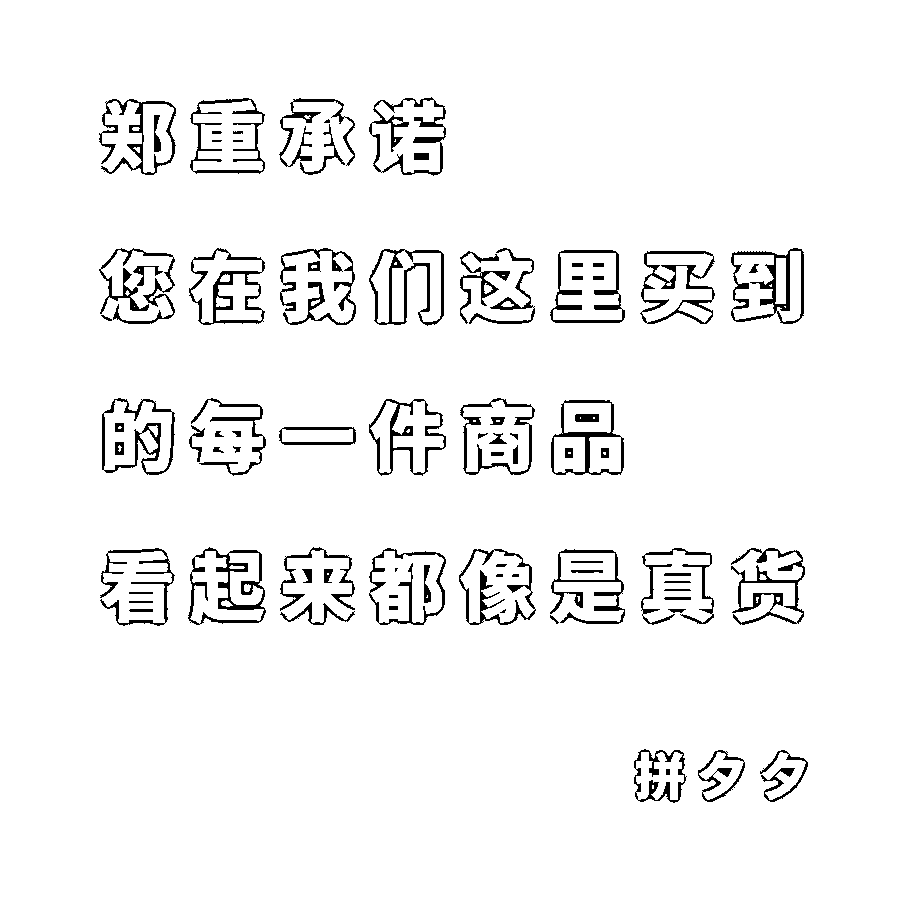 郑重承诺
您在我们这里买到
的每一件商品
看起来都像是真货
拼夕夕